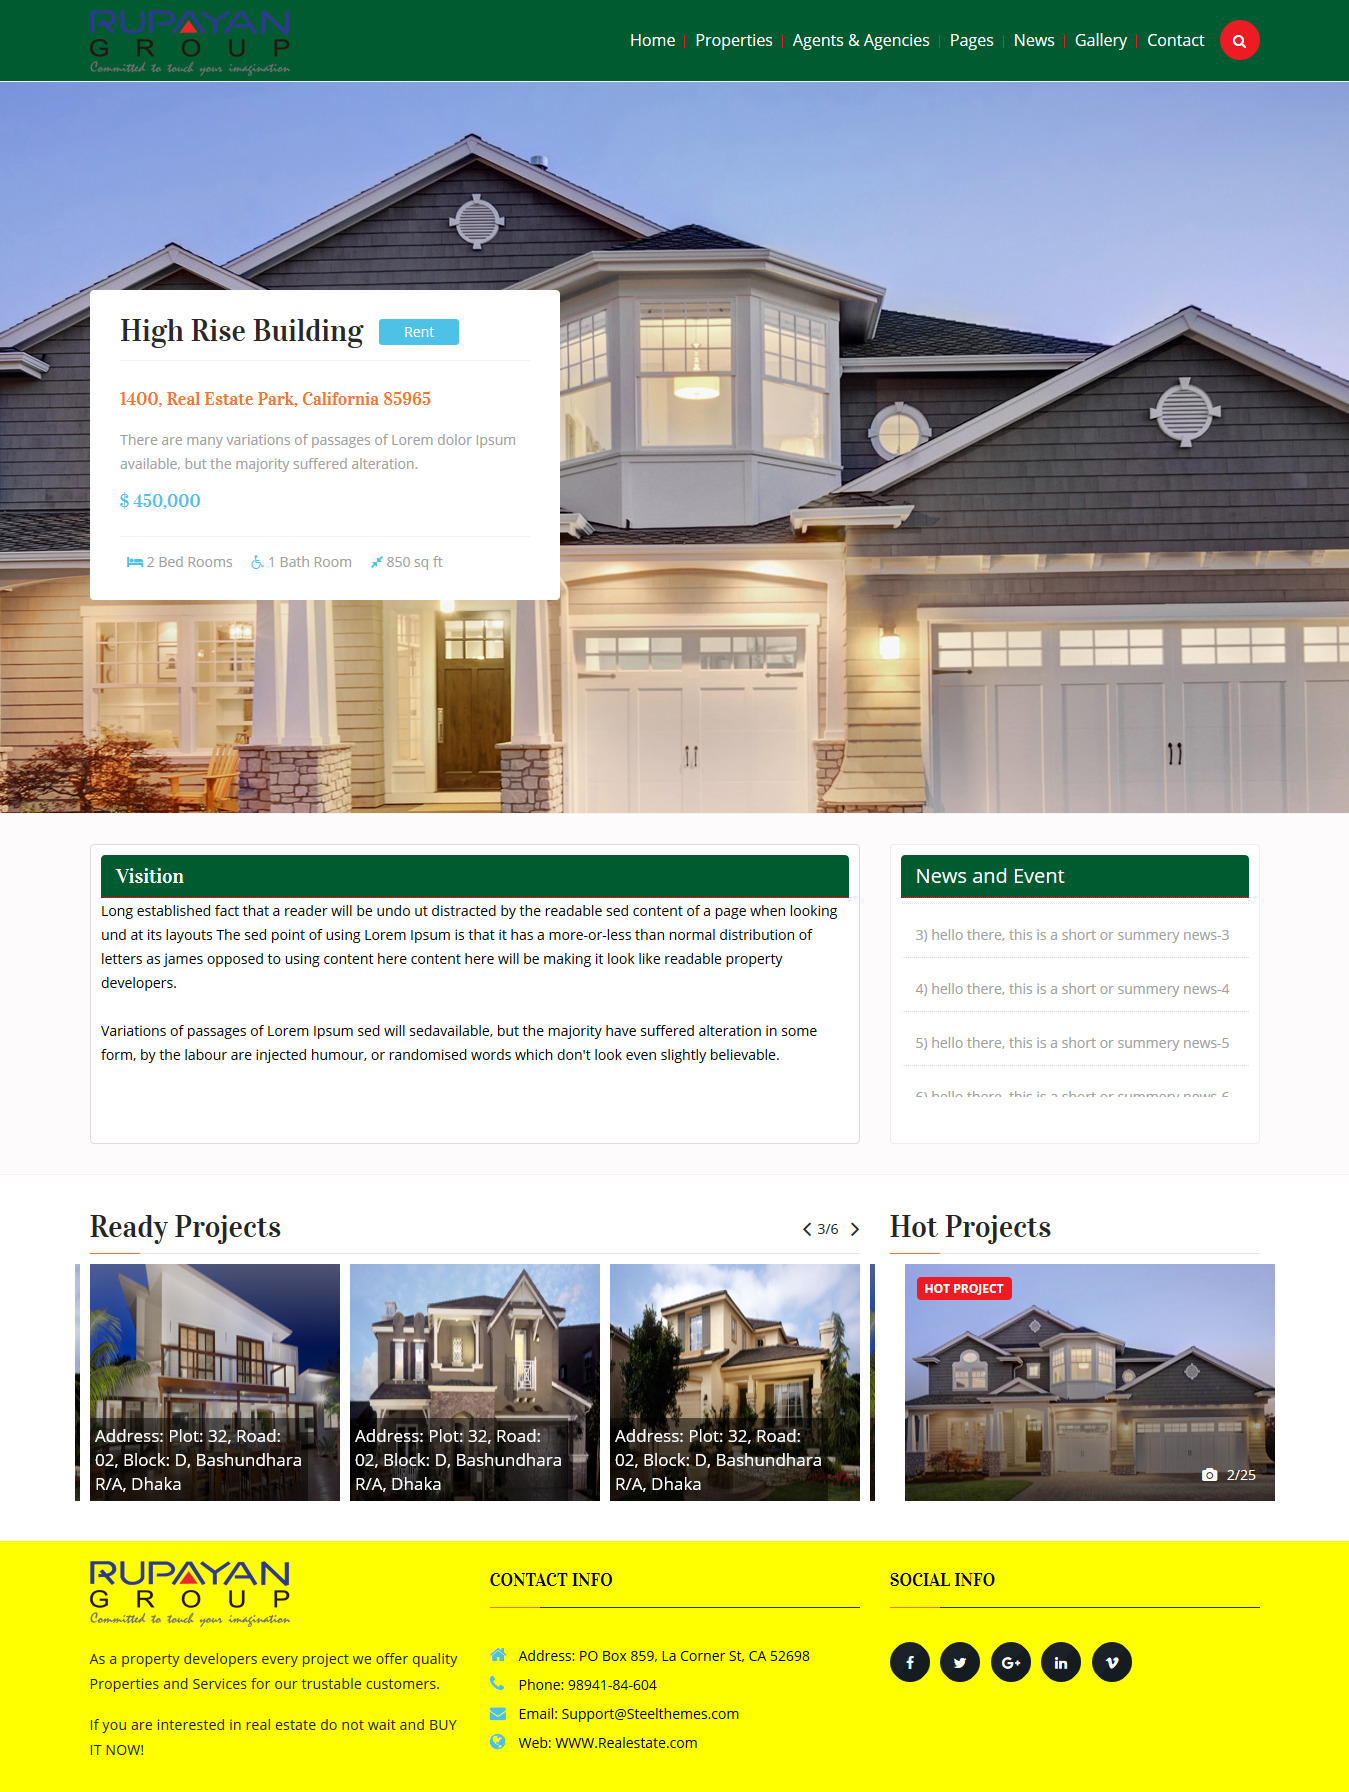 RUPAYAN
GROUP
Committed to touch your imagination
Home
Properties
Agents & Agencies
Pages
News
Gallery
Contact
High Rise Building
Rent
1400, Real Estate Park, California 85965
There are many variations of passages of Lorem dolor Ipsum
available, but the majority suffered alteration.
$ 450,000
2 Bed Rooms
1 Bath Room
850 sq ft
Visition
Long established fact that a reader will be undo ut distracted by the readable sed content of a page when looking
und at its layouts The sed point of using Lorem Ipsum is that it has a more-or-less than normal distribution of
letters as james opposed to using content here content here will be making it look like readable property
developers.
Variations of passages of Lorem Ipsum sed will sedavailable, but the majority have suffered alteration in some
form, by the labour are injected humour, or randomised words which don't look even slightly believable.
News and Event
3) hello there, this is a short or summery news-3
4) hello there, this is a short or summery news-4
5) hello there, this is a short or summery news-5
6) hello there, this is a short or summery news-6
Ready Projects
3/6
Address: Plot: 32, Road:
02, Block: D, Bashundhara
R/A, Dhaka
Address: Plot: 32, Road:
02, Block: D, Bashundhara
R/A, Dhaka
Address: Plot: 32, Road:
02, Block: D, Bashundhara
R/A, Dhaka
Hot Projects
HOT PROJECT
2/25
RUPAYAN
GROUP
Committed to touch your imagination
As a property developers every project we offer quality
Properties and Services for our trustable customers.
If you are interested in real estate do not wait and BUY
IT NOW!
CONTACT INFO
Address: PO Box 859, La Corner St, CA 52698
Phone: 98941-84-604
Email: Support@Steelthemes.com
Web: WWW.Realestate.com
SOCIAL INFO